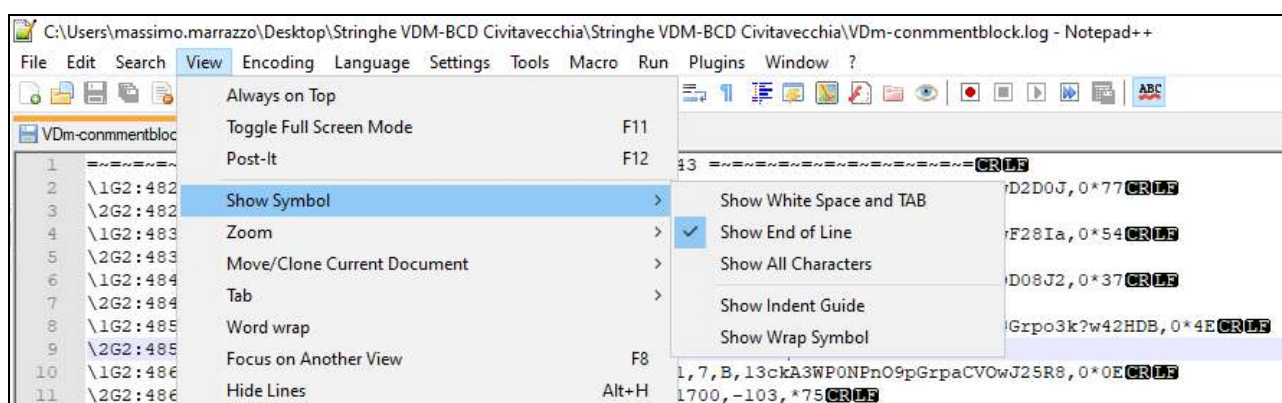 C:\Users\massimo.marrazzo\Desktop\Stringhe VDM-BCD Civitavecchia\Stringhe VDM-BCD Civitavecchia\VDm-conmmentblock.log - Notepad++
File Edit Search View Encoding Language Settings Tools Macro Run Plugins Window ?
Always on Top ABC
VDm-conmmentbloc Toggle Full Screen Mode F11
Post-It F12
1 =~=~=~=~ 43 =~=~=~=~=~=~=~=~=~=~=~=CRLF
2 \1G2:482 D2D0J,0*77CRLF
3 \2G2:482 Show Symbol > Show White Space and TAB
4 \1G2:483 Zoom > Show End of Line F28Ia,0*54CRLF
5 \2G2:483 Move/Clone Current Document > Show All Characters
6 \1G2:484 D08J2,0*37CRLF
7 \2G2:484 Tab > Show Indent Guide
8 \1G2:485 Word wrap Show Wrap Symbol Grpo3k?w42HDB,0*4ECRLF
9 \2G2:485 Focus on Another View F8
10 \1G2:486 1,7,B,13ckA3WP0NPnO9pGrpaCVOwJ25R8,0*0ECRLF
11 \2G2:486 Hide Lines Alt+H 1700,-103,*75CRLF